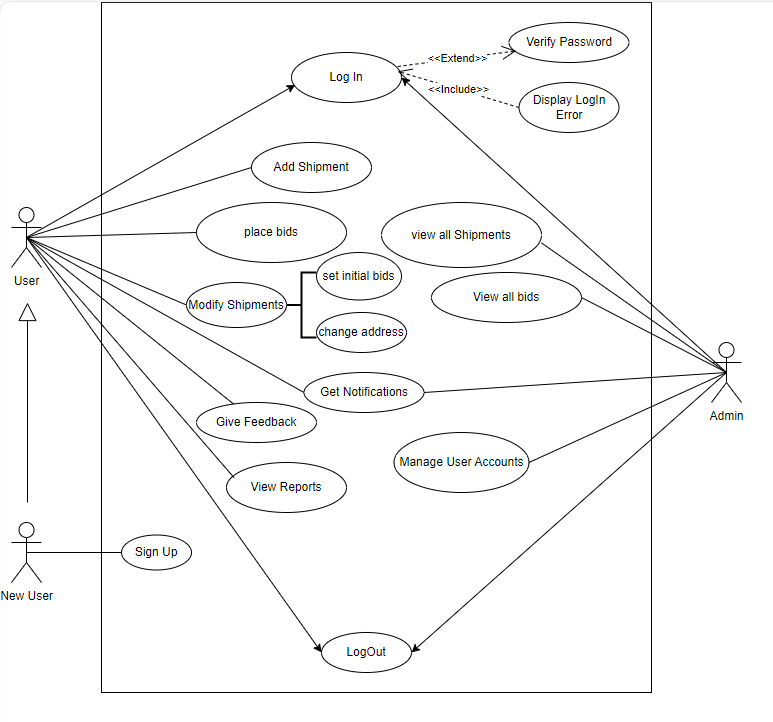 Verify Password
<<Extend>>
Log In
<<Include>>
Display LogIn
Error
Add Shipment
place bids
view all Shipments
User
set initial bids
View all bids
Modify Shipments
change address
Get Notifications
Admin
Give Feedback
Manage User Accounts
View Reports
Sign Up
New User
LogOut